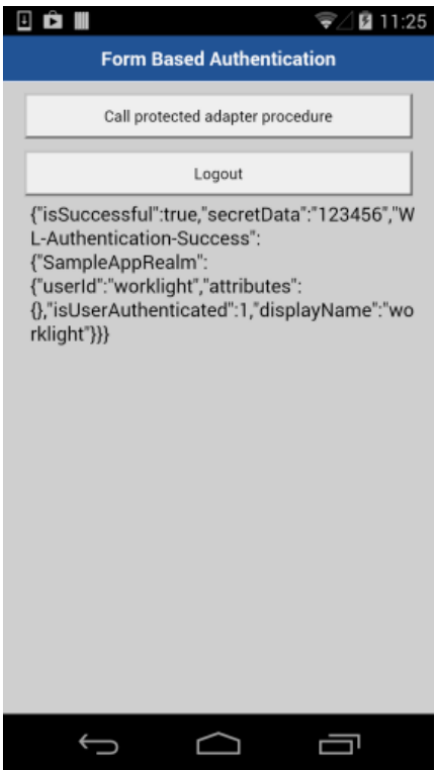 11:25
Form Based Authentication
Call protected adapter procedure
Logout
{"isSuccessful":true,"secretData":"123456","W
L-Authentication-Success":
{"SampleAppRealm":
{"userId":"worklight","attributes":
{},"isUserAuthenticated":1,"displayName":"wo
rklight"}}}